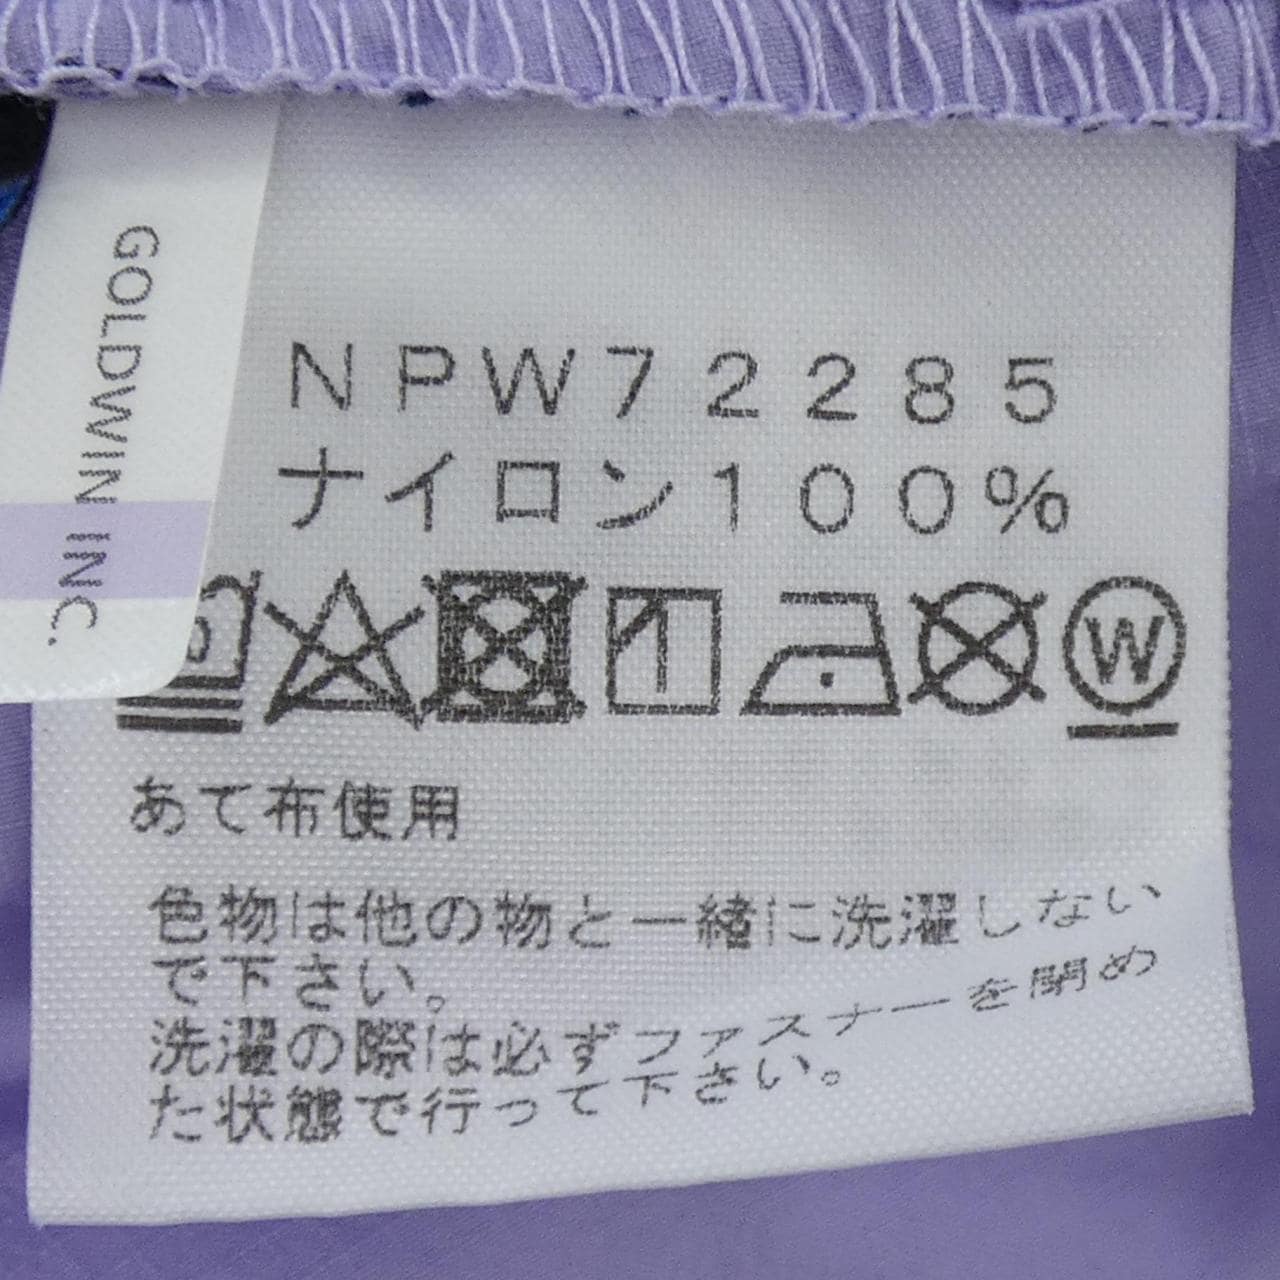 GOLDWIN INC.
NPW72285
ナイロン100%
W
あて布使用
色物は他の物と一緒に洗濯しない
で下さい。
洗濯の際は必ずファスナーを閉め
た状態で行って下さい。